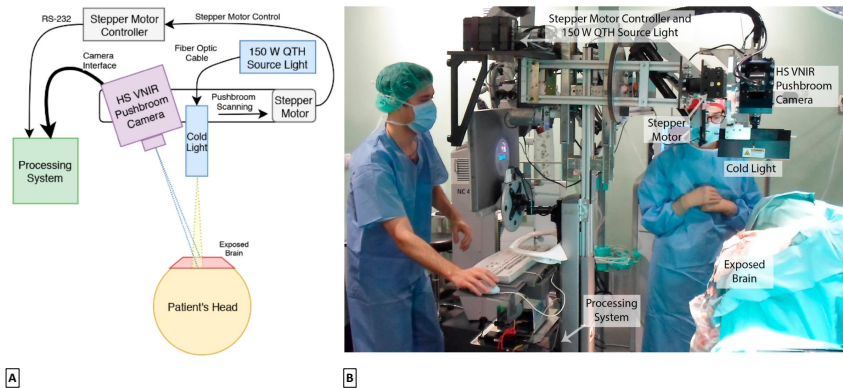 RS-232
Stepper Motor
Controller
Stepper Motor Control
Fiber Optic
Cable
150 W QTH
Source Light
Camera
Interface
HS VNIR
Pushbroom
Camera
Pushbroom
Scanning
Stepper
Motor
Cold
Light
Processing
System
Exposed
Brain
Patient's Head
A
Stepper Motor Controller and
150 W QTH Source Light
HS VNIR
Pushbroom
Camera
Stepper
Motor
Cold Light
NC 4
Exposed
Brain
Processing
System
B